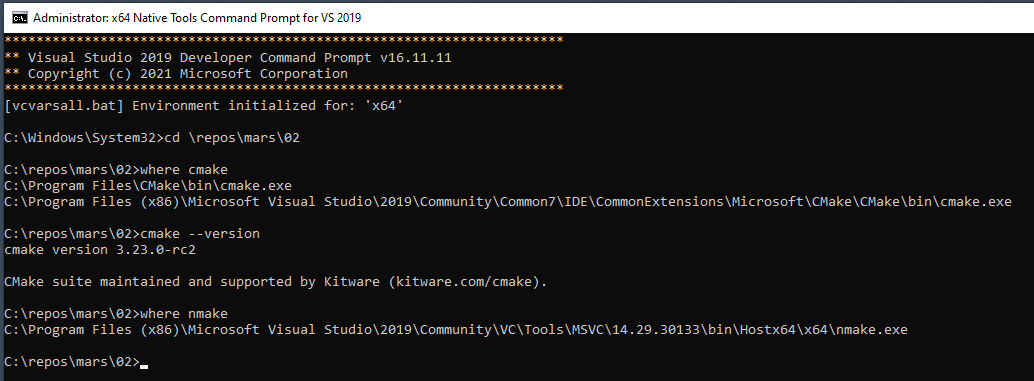 Administrator: x64 Native Tools Command Prompt for VS 2019
**********************************************************************
** Visual Studio 2019 Developer Command Prompt v16.11.11
** Copyright (c) 2021 Microsoft Corporation
**********************************************************************
[vcvarsall.bat] Environment initialized for: 'x64'
C:\Windows\System32>cd \repos\mars\02
C:\repos\mars\02>where cmake
C:\Program Files\CMake\bin\cmake.exe
C:\Program Files (x86)\Microsoft Visual Studio\2019\Community\Common7\IDE\CommonExtensions\Microsoft\CMake\CMake\bin\cmake.exe
C:\repos\mars\02>cmake --version
cmake version 3.23.0-rc2
CMake suite maintained and supported by Kitware (kitware.com/cmake).
C:\repos\mars\02>where nmake
C:\Program Files (x86)\Microsoft Visual Studio\2019\Community\VC\Tools\MSVC\14.29.30133\bin\Hostx64\x64\nmake.exe
C:\repos\mars\02>